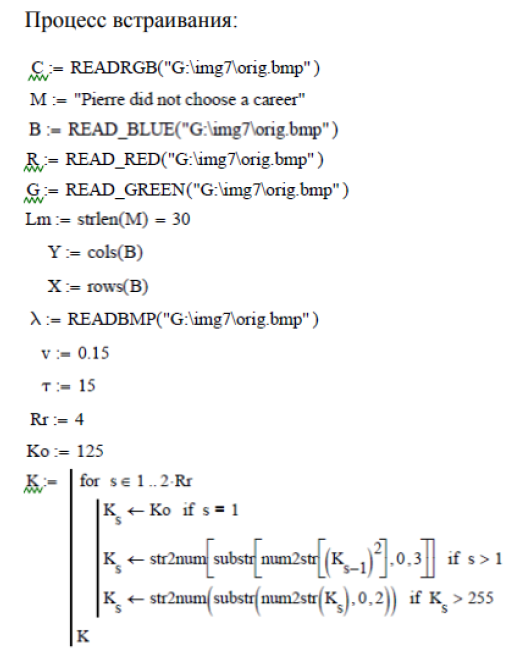 Процесс встраивания:
C := READRGB("G:\img7\orig.bmp")
M := "Pierre did not choose a career"
B := READ_BLUE("G:\img7\orig.bmp")
R := READ_RED("G:\img7\orig.bmp")
G := READ_GREEN("G:\img7\orig.bmp")
Lm := strlen(M) = 30
Y := cols(B)
X := rows(B)
λ := READBMP("G:\img7\orig.bmp")
v := 0.15
τ := 15
Rr := 4
Ko := 125
K := for s ∈ 1 .. 2·Rr
K_s ← Ko if s = 1
K_s ← str2num[substr[num2str[(K_{s-1})^2],0,3]] if s > 1
K_s ← str2num(substr(num2str(K_s),0,2)) if K_s > 255
K